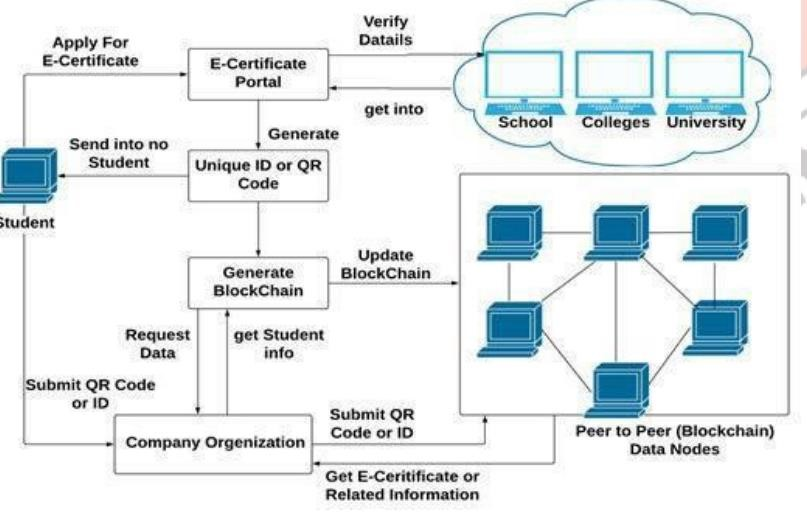 Verify
Datails
Apply For
E-Certificate
E-Certificate
Portal
get into
School
Colleges
University
Generate
Send into no
Student
Unique ID or QR
Code
Student
Generate
BlockChain
Update
BlockChain
Request
Data
get Student
info
Submit QR Code
or ID
Company Orgenization
Submit QR
Code or ID
Peer to Peer (Blockchain)
Data Nodes
Get E-Ceritificate or
Related Information